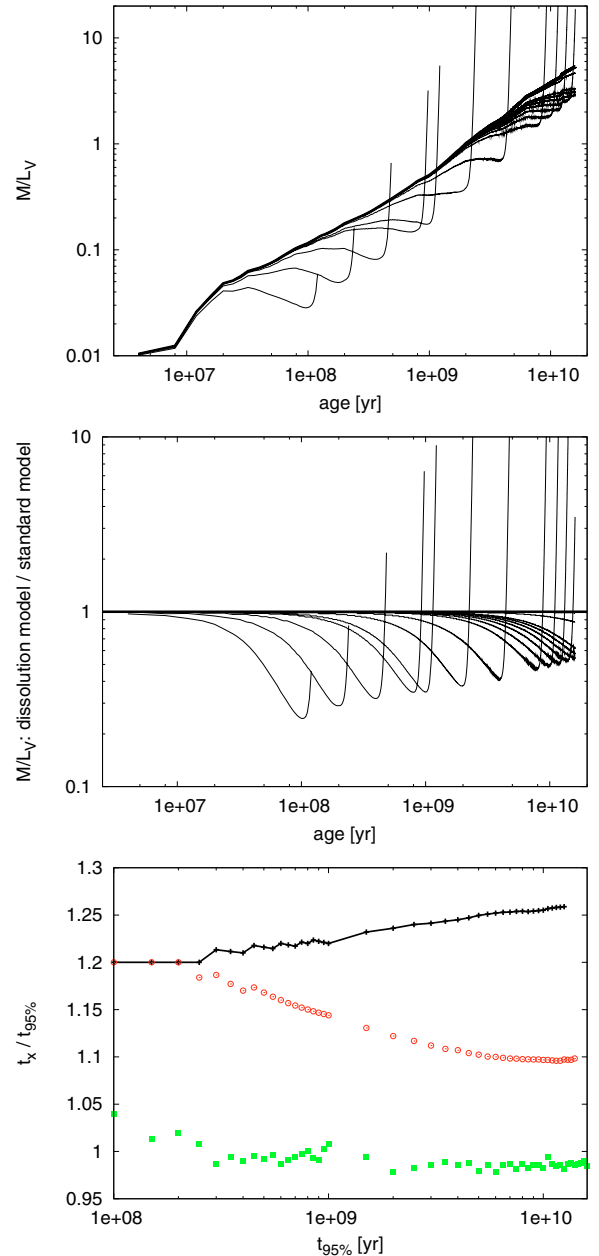 10
1
0.1
0.01
M/L_V
1e+07 1e+08 1e+09 1e+10
age [yr]
10
1
0.1
M/L_V: dissolution model / standard model
1e+07 1e+08 1e+09 1e+10
age [yr]
1.3
1.25
1.2
1.15
1.1
1.05
1
0.95
t_x / t_95%
1e+08 1e+09 1e+10
t_95% [yr]